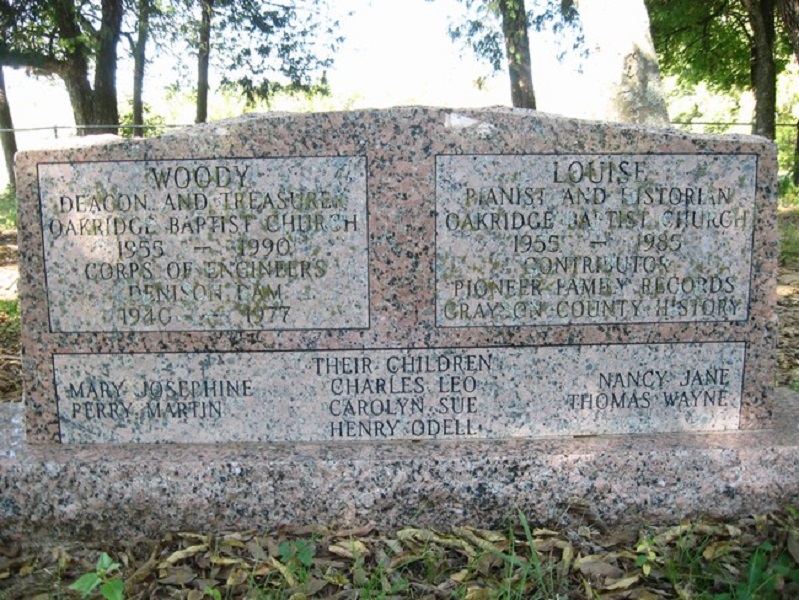 WOODY
DEACON AND TREASURER
OAKRIDGE BAPTIST CHURCH
1955 — 1990
CORPS OF ENGINEERS
DENISON DAM
1940 — 1977
LOUISE
PIANIST AND HISTORIAN
OAKRIDGE BAPTIST CHURCH
1955 — 1985
CONTRIBUTOR
PIONEER FAMILY RECORDS
GRAYSON COUNTY HISTORY
THEIR CHILDREN
MARY JOSEPHINE CHARLES LEO NANCY JANE
PERRY MARTIN CAROLYN SUE THOMAS WAYNE
HENRY ODELL